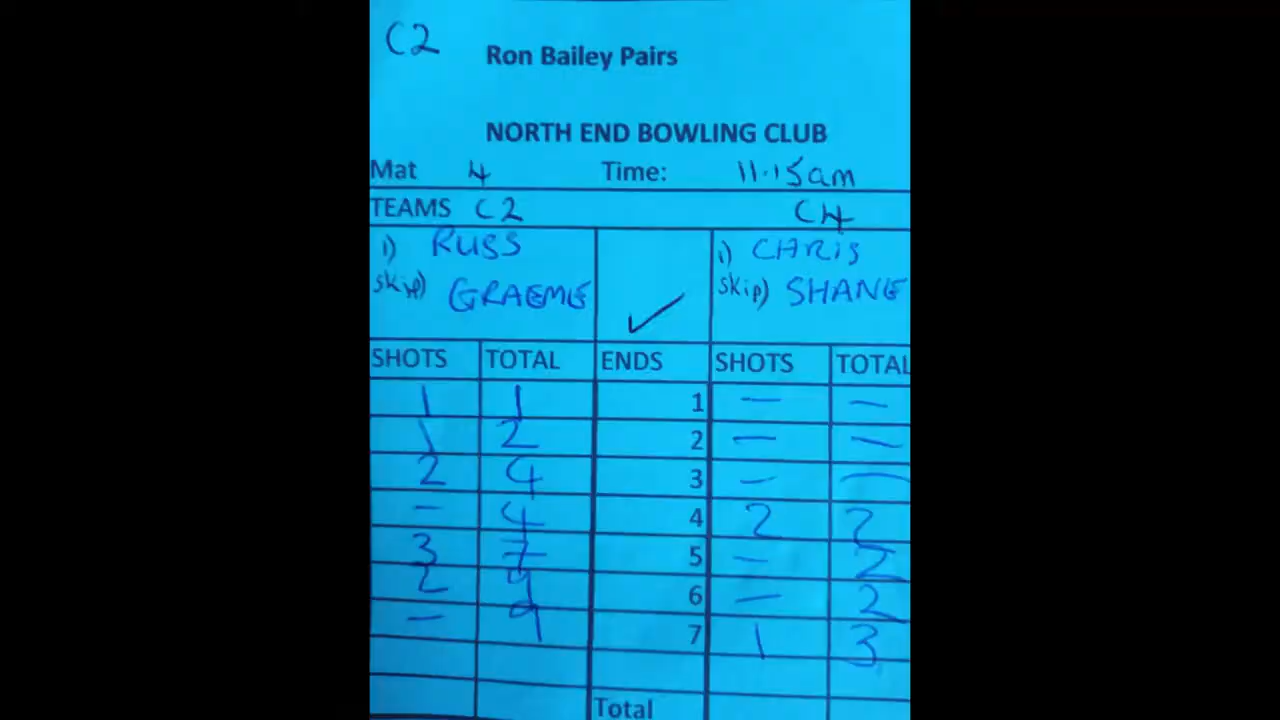 C2
Ron Bailey Pairs
NORTH END BOWLING CLUB
Mat 4 Time: 11.15am
TEAMS C2 C4
i) RUSS i) CHRIS
skip) GRAEME skip) SHANE
✓
SHOTS TOTAL ENDS SHOTS TOTAL
1 1 1 — —
1 2 2 — —
2 4 3 — —
— 4 4 2 2
3 7 5 — 2
2 9 6 — 2
— 9 7 1 3
Total